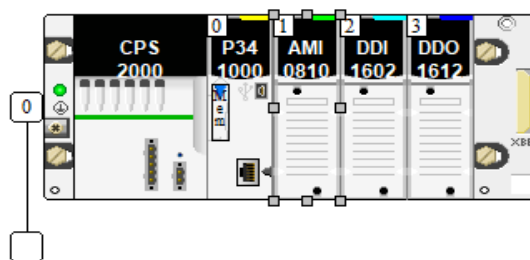 0 1 2 3
CPS P34 AMI DDI DDO
2000 1000 0810 1602 1612
0
M
e
m
XBE